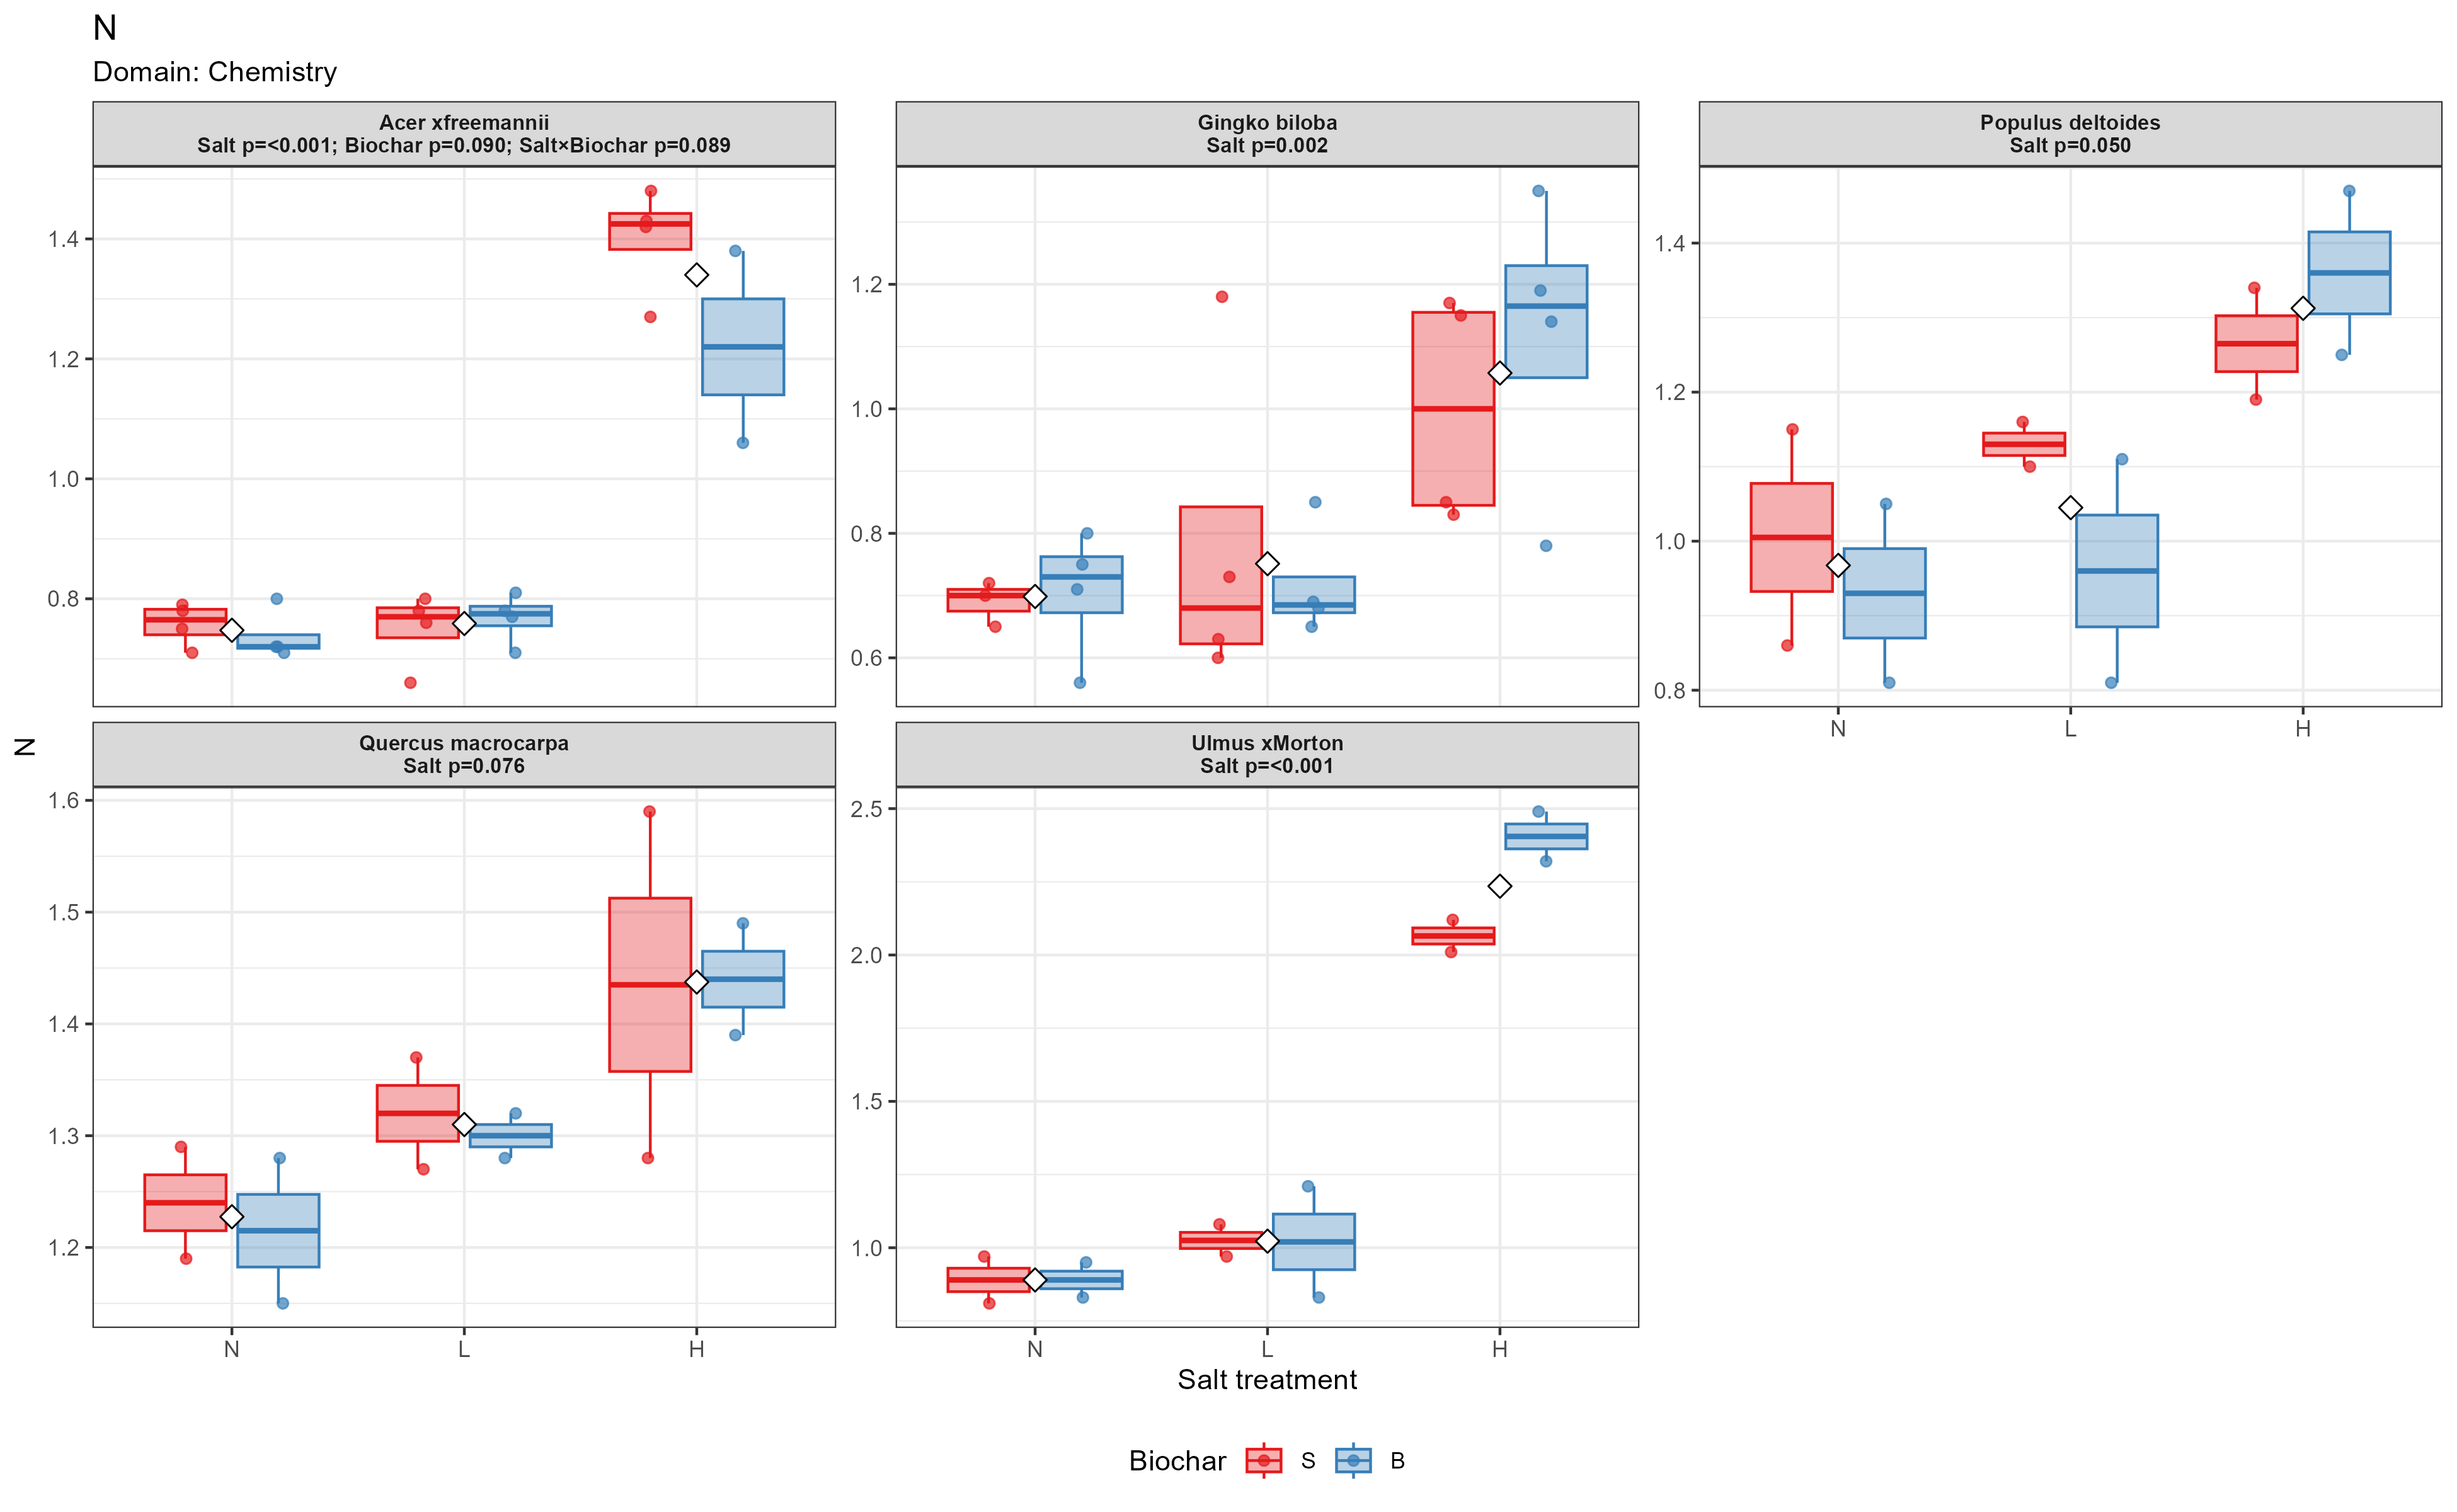 N
Domain: Chemistry
Acer xfreemannii
Salt p=<0.001; Biochar p=0.090; Salt×Biochar p=0.089
Gingko biloba
Salt p=0.002
Populus deltoides
Salt p=0.050
1.4
1.2
1.0
0.8
1.2
1.0
0.8
0.6
1.4
1.2
1.0
0.8
N L H
N
Quercus macrocarpa
Salt p=0.076
Ulmus xMorton
Salt p=<0.001
1.6
1.5
1.4
1.3
1.2
2.5
2.0
1.5
1.0
N L H
N L H
Salt treatment
Biochar S B